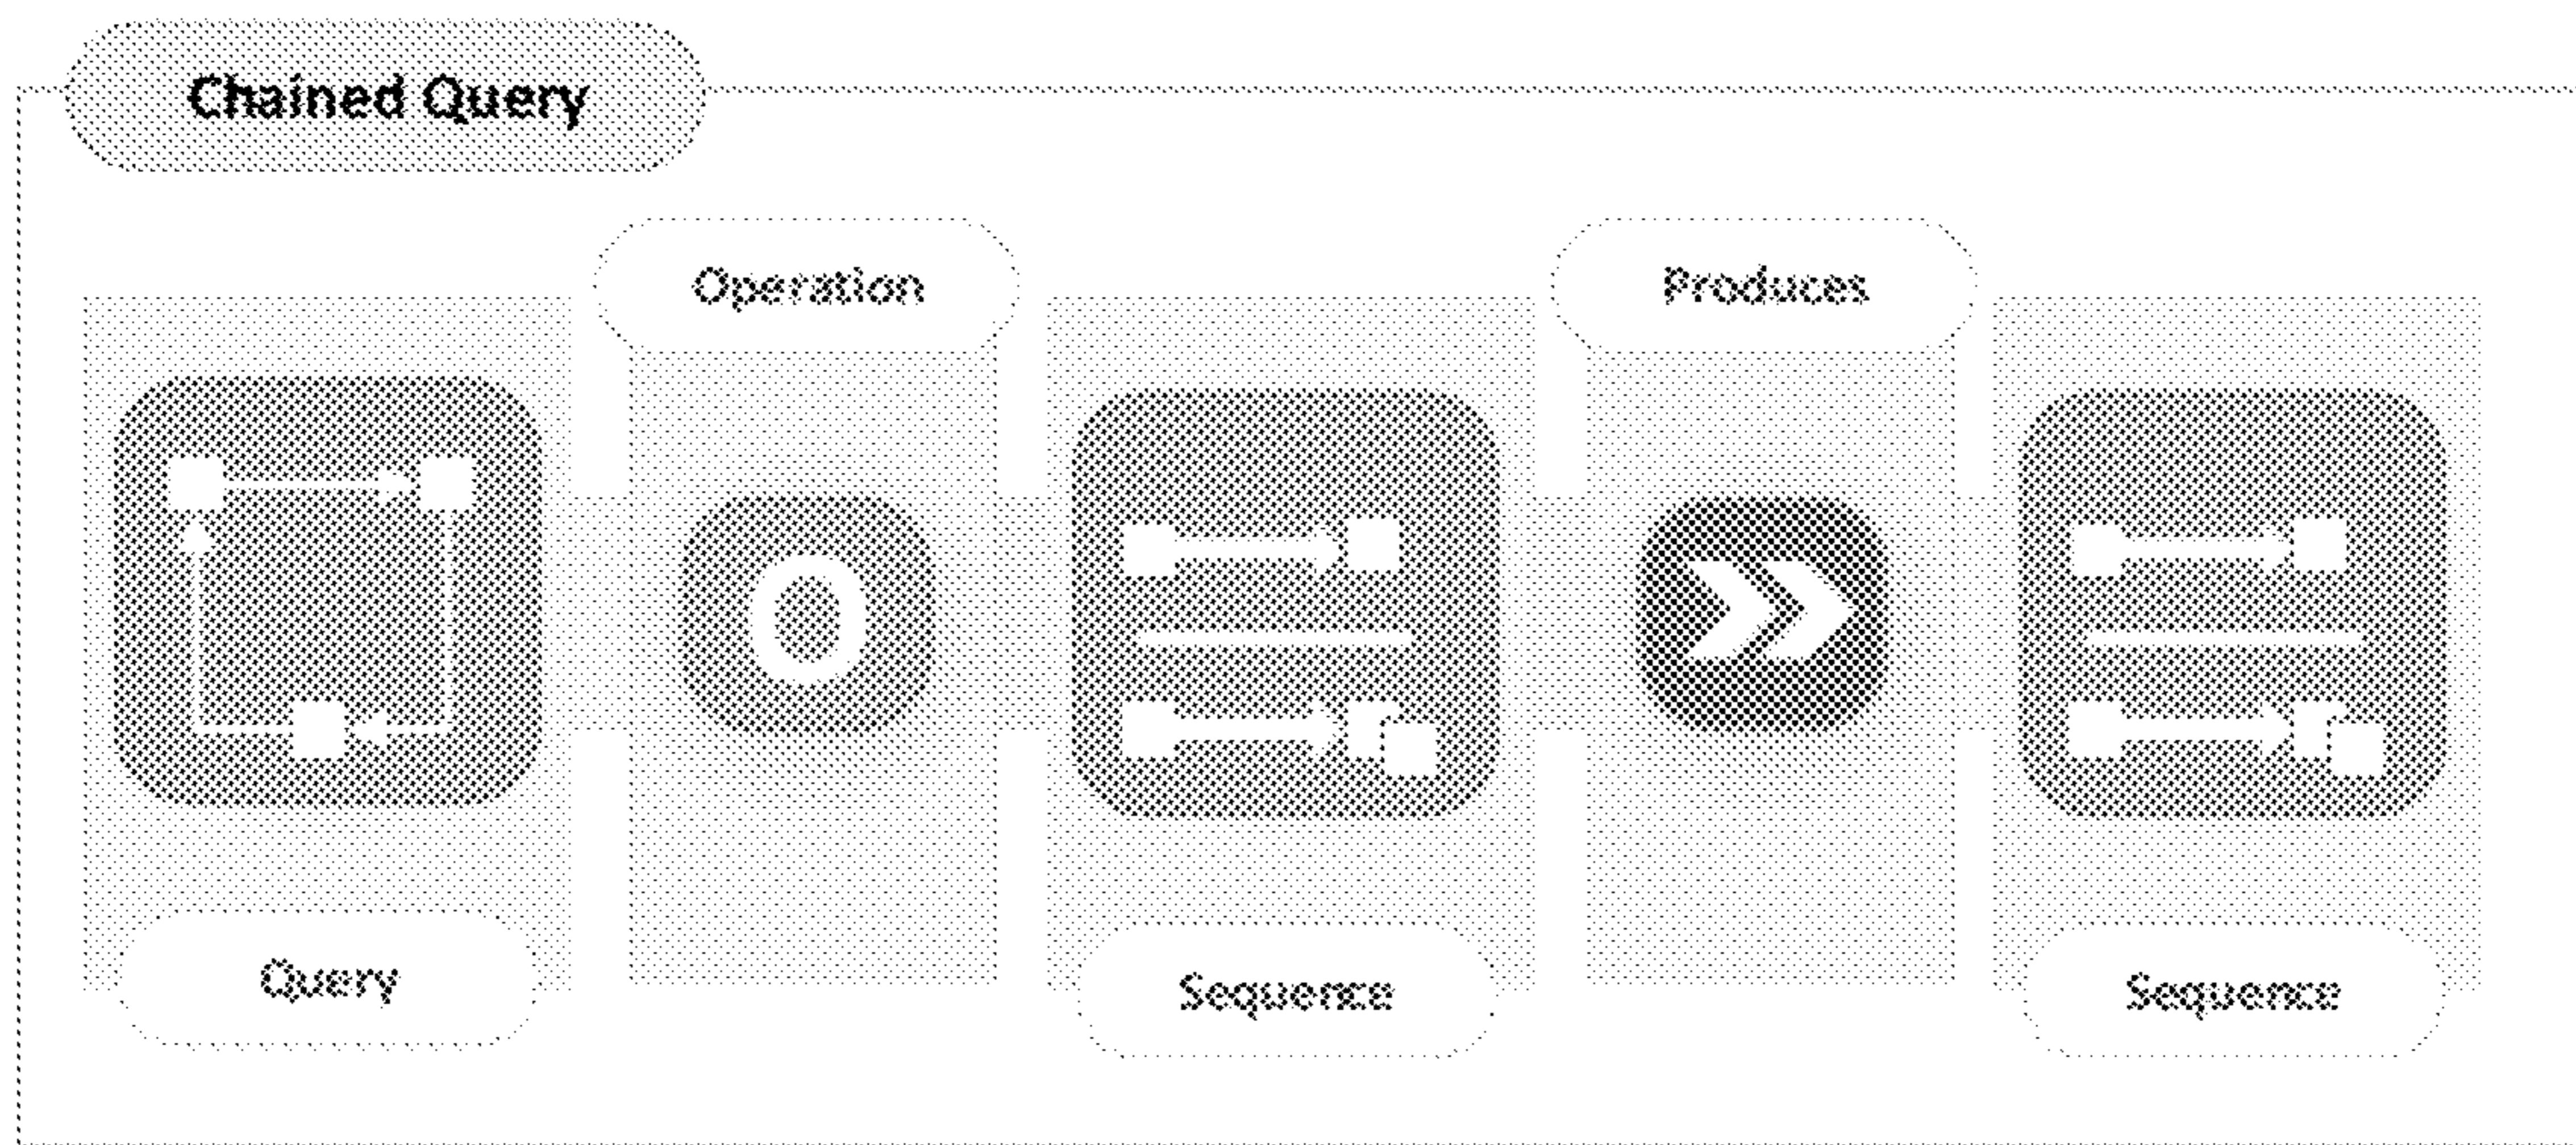 Chained Query
Operation
Produces
O
Query
Sequence
Sequence